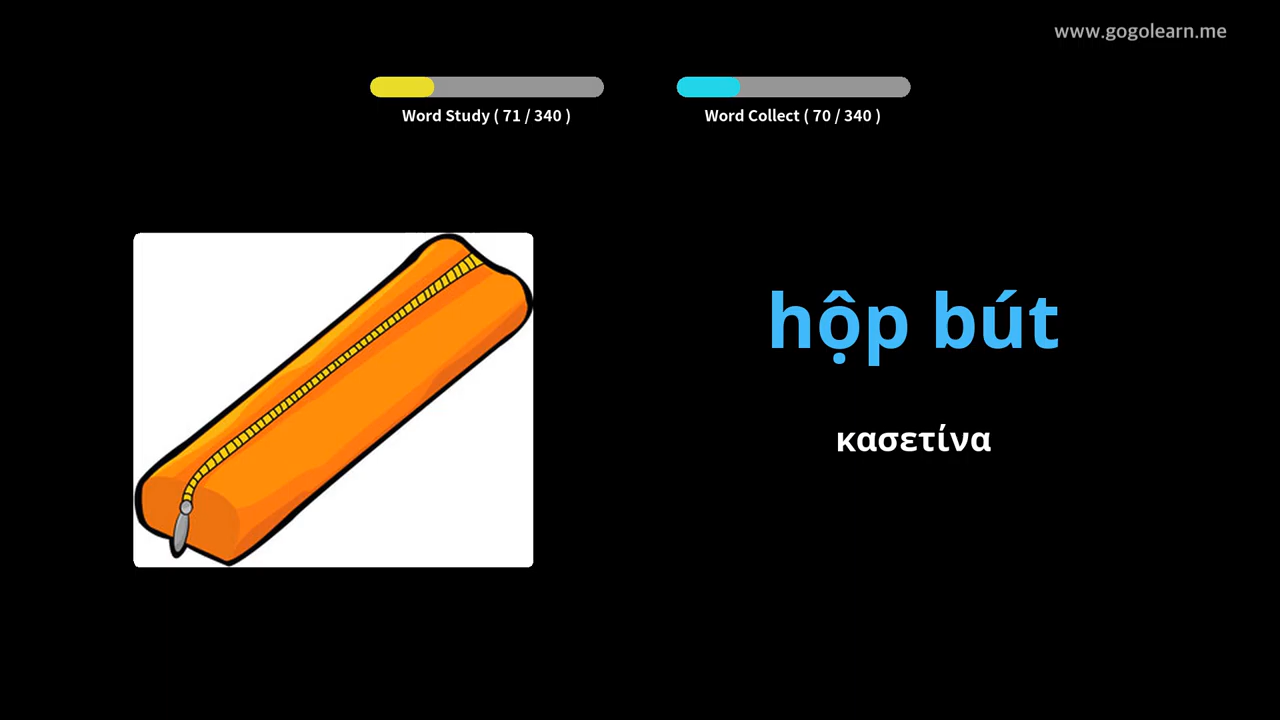 www.gogolearn.me
Word Study ( 71 / 340 )
Word Collect ( 70 / 340 )
hộp bút
κασετίνα